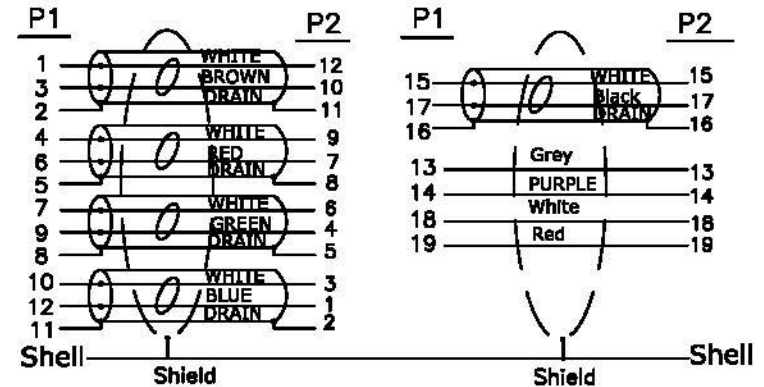 P1 P2
1 WHITE 12
3 BROWN 10
2 DRAIN 11
4 WHITE 9
6 RED 7
5 DRAIN 8
7 WHITE 6
9 GREEN 4
8 DRAIN 5
10 WHITE 3
12 BLUE 1
11 DRAIN 2
Shell
Shield
P1 P2
15 WHITE 15
17 Black 17
16 DRAIN 16
13 Grey 13
14 PURPLE 14
18 White 18
19 Red 19
Shell
Shield